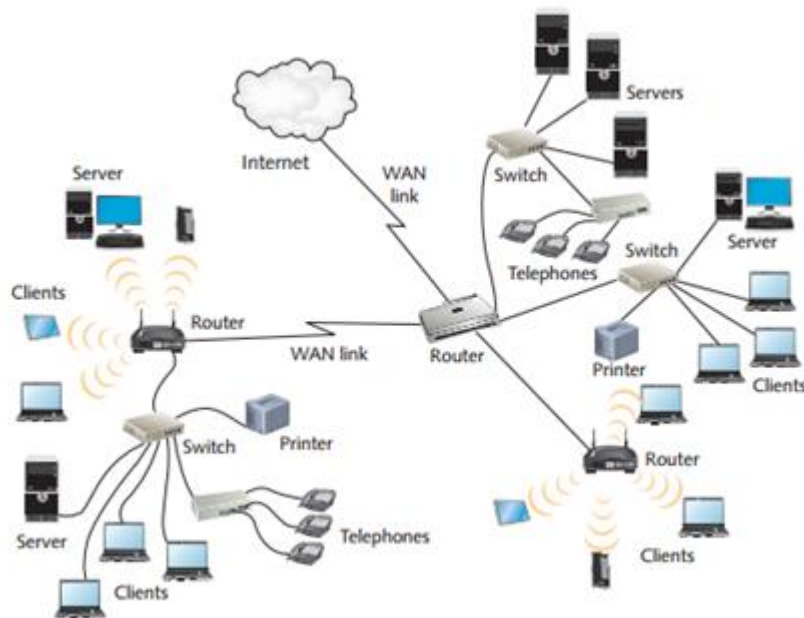 Servers
Internet
WAN
link
Switch
Server
Telephones
Switch
Server
Clients
Router
WAN link
Router
Printer
Clients
Switch
Printer
Router
Server
Telephones
Clients
Clients